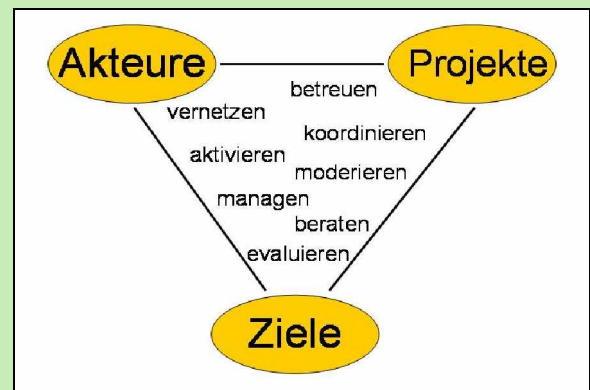 Akteure
Projekte
betreuen
vernetzen
koordinieren
aktivieren
moderieren
managen
beraten
evaluieren
Ziele